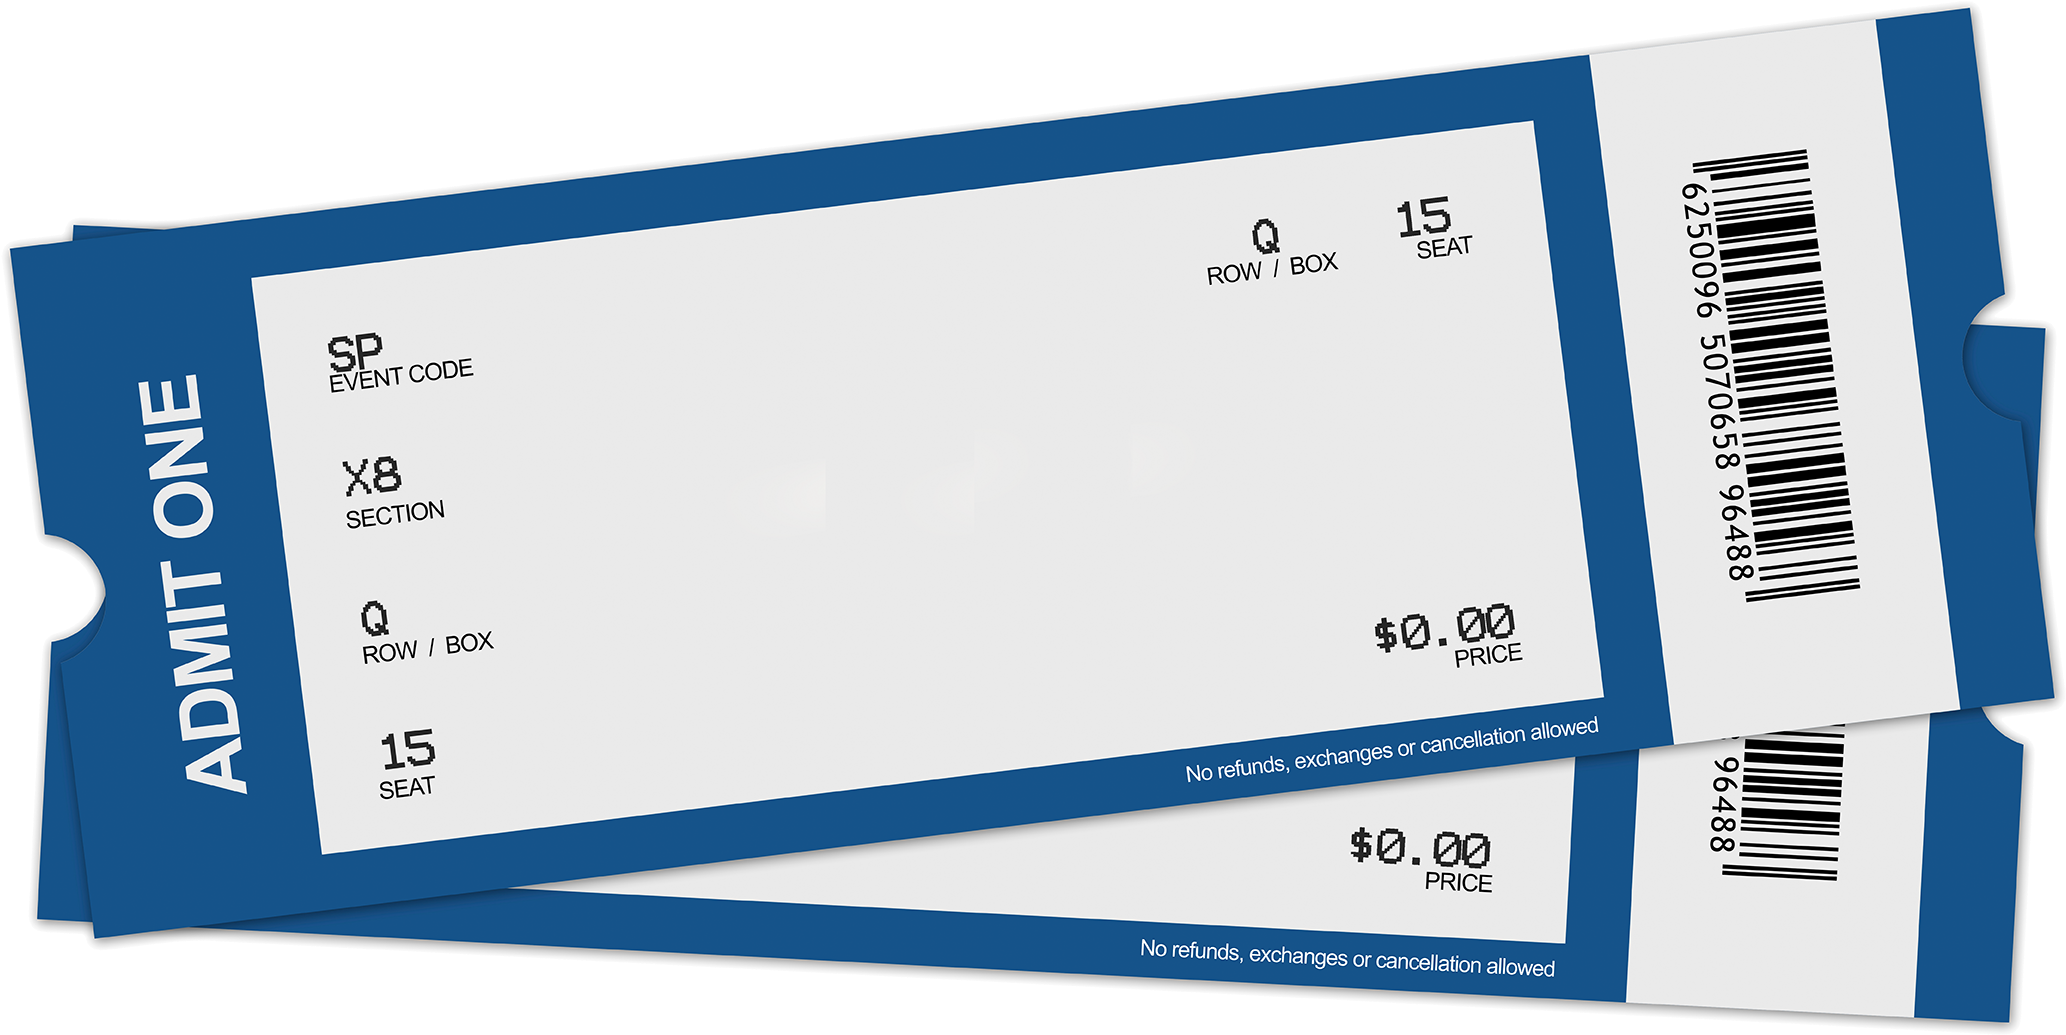 ADMIT ONE
SP
EVENT CODE
X8
SECTION
Q
ROW / BOX
15
SEAT
Q
ROW / BOX
15
SEAT
$0.00
PRICE
No refunds, exchanges or cancellation allowed
6250096 5070658 96488
$0.00
PRICE
No refunds, exchanges or cancellation allowed
96488